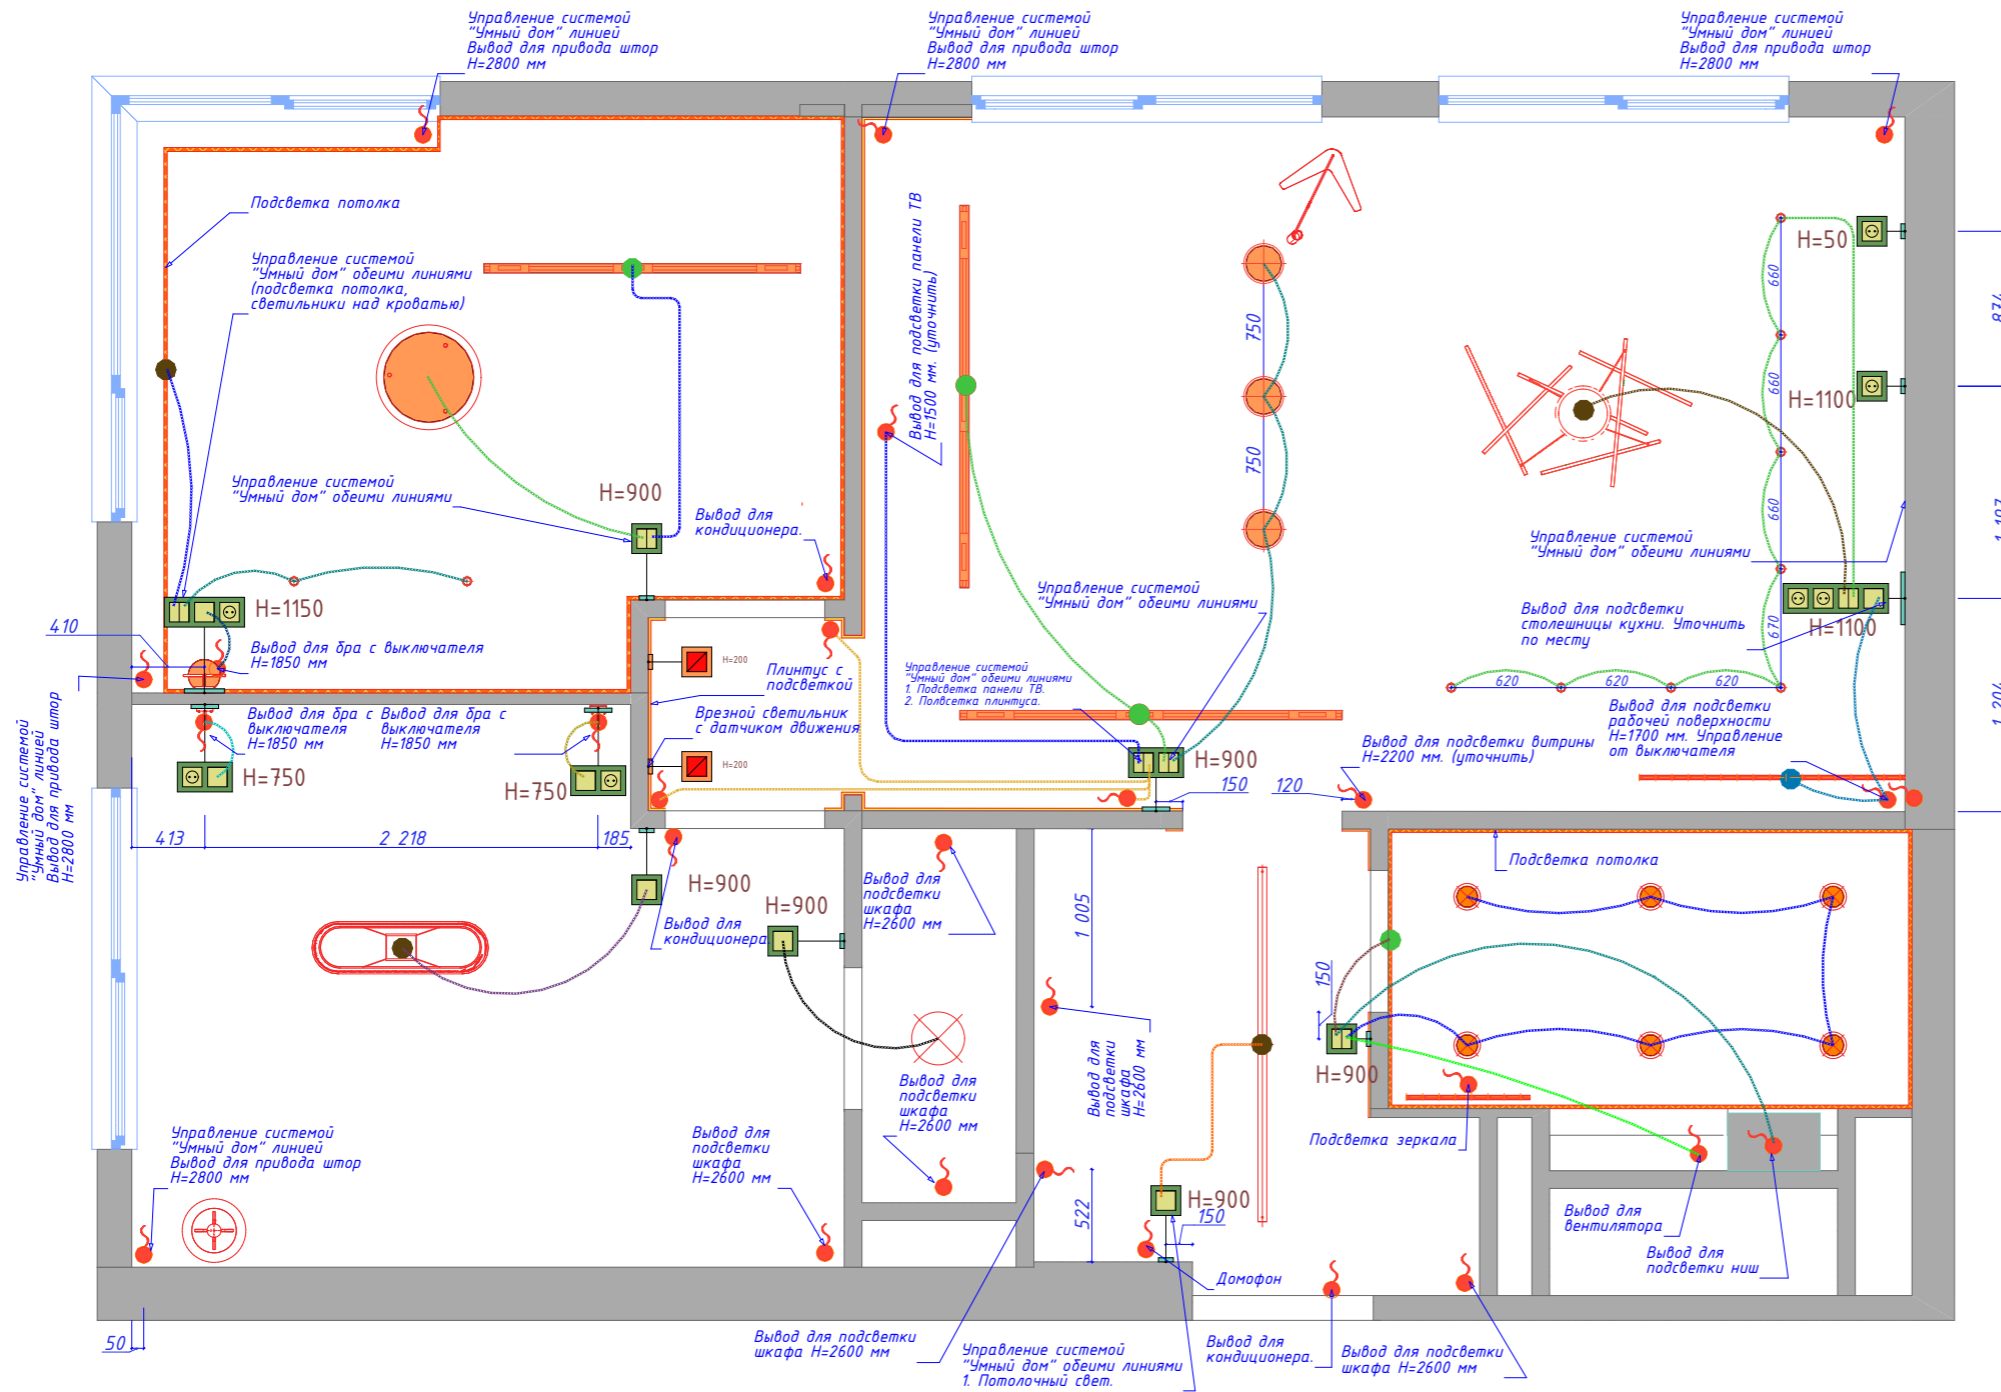 Управление системой
"Умный дом" линией
Вывод для привода штор
H=2800 мм
Управление системой
"Умный дом" линией
Вывод для привода штор
H=2800 мм
Управление системой
"Умный дом" линией
Вывод для привода штор
H=2800 мм
Подсветка потолка
Управление системой
"Умный дом" обеими линиями
(подсветка потолка,
светильники над кроватью)
Управление системой
"Умный дом" обеими линиями
H=900
Вывод для
кондиционера.
H=1150
410
Вывод для бра с выключателя
H=1850 мм
Вывод для подсветки панели ТВ
H=1500 мм. (уточнить)
750
750
660
660
660
670
H=50
H=1100
834
1 204
Управление системой
"Умный дом" обеими линиями
Вывод для подсветки
столешницы кухни. Уточнить
по месту
H=1100
620
620
620
Управление системой
"Умный дом" обеими линиями
H=200
Плинтус с
подсветкой
Управление системой
"Умный дом" обеими линиями
1. Подсветка панели ТВ.
2. Полвсетка плинтуса.
Врезной светильник
с датчиком движения
H=200
H=900
150
120
Вывод для подсветки витрины
H=2200 мм. (уточнить)
Вывод для подсветки
рабочей поверхности
H=1700 мм. Управление
от выключателя
Управление системой
"Умный дом" линией
Вывод для привода штор
H=2800 мм
Вывод для бра с
выключателя
H=1850 мм
Вывод для бра с
выключателя
H=1850 мм
H=750
H=750
413
2 218
185
H=900
Вывод для
кондиционера
H=900
Вывод для
подсветки
шкафа
H=2600 мм
1 005
Подсветка потолка
150
H=900
Вывод для
подсветки
шкафа
H=2600 мм
Вывод для
подсветки
шкафа
H=2600 мм
Подсветка зеркала
Управление системой
"Умный дом" линией
Вывод для привода штор
H=2800 мм
Вывод для
подсветки
шкафа
H=2600 мм
522
H=900
150
Домофон
Вывод для
вентилятора
Вывод для
подсветки ниш
50
Вывод для подсветки
шкафа H=2600 мм
Управление системой
"Умный дом" обеими линиями
1. Потолочный свет.
Вывод для
кондиционера.
Вывод для подсветки
шкафа H=2600 мм